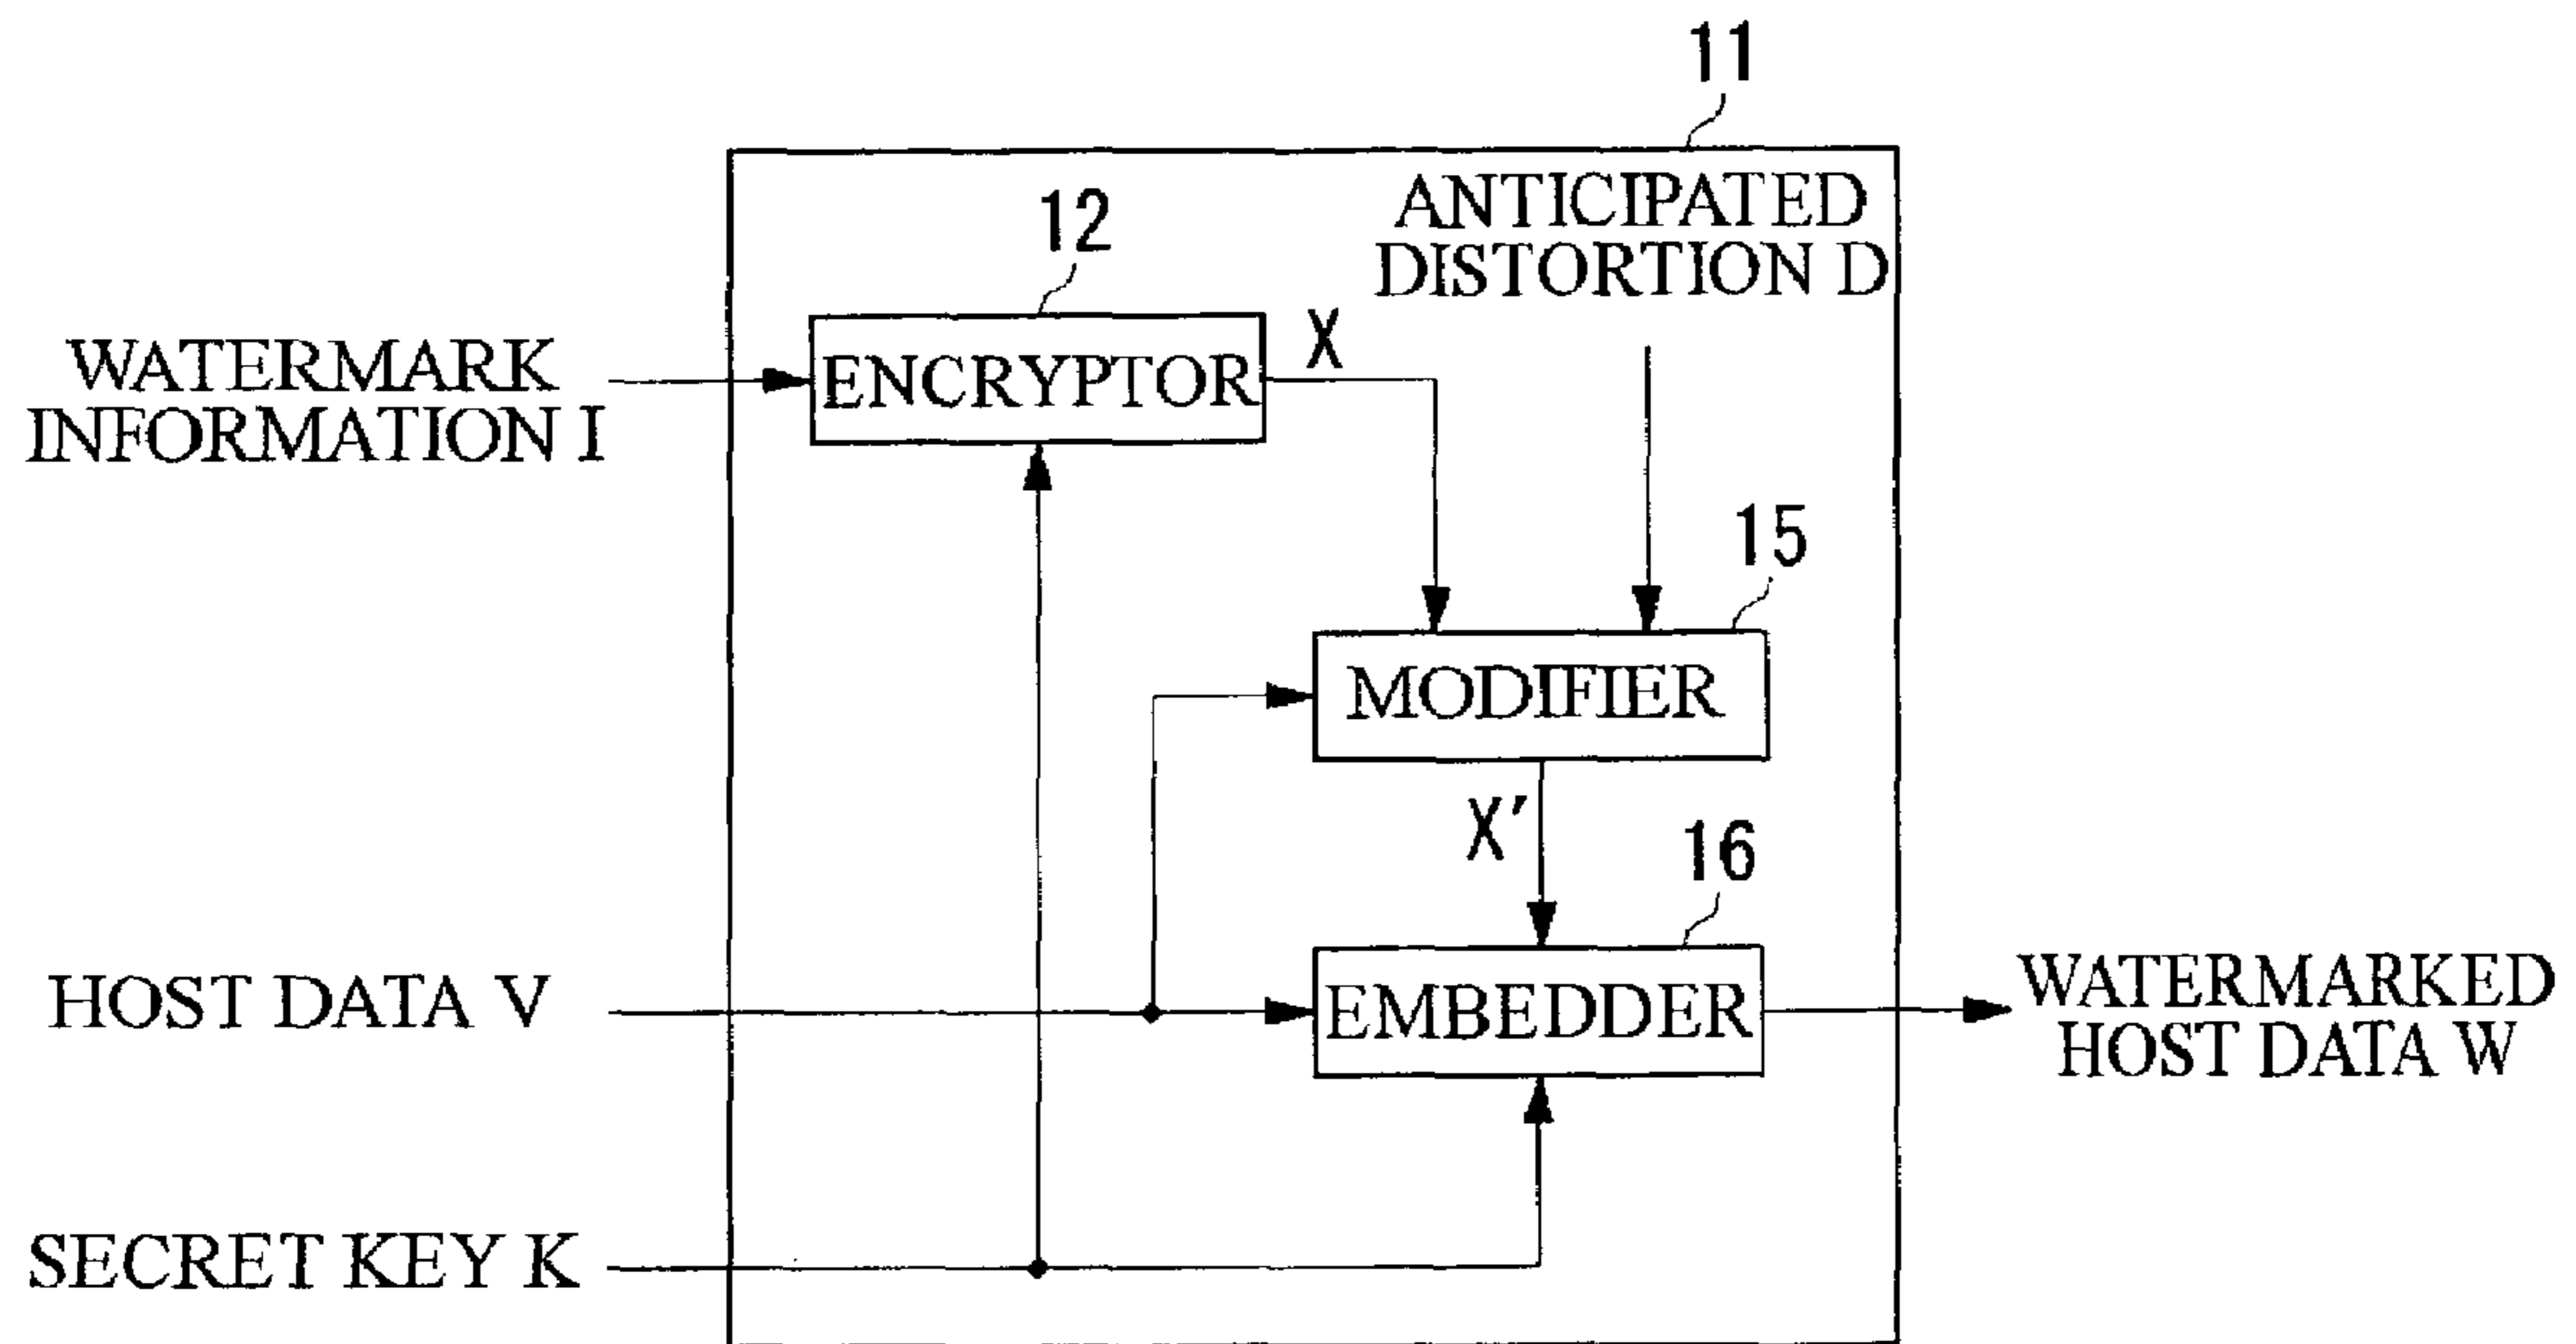 11
ANTICIPATED
DISTORTION D
12
WATERMARK
INFORMATION I
ENCRYPTOR
X
15
MODIFIER
X'
16
HOST DATA V
EMBEDDER
WATERMARKED
HOST DATA W
SECRET KEY K